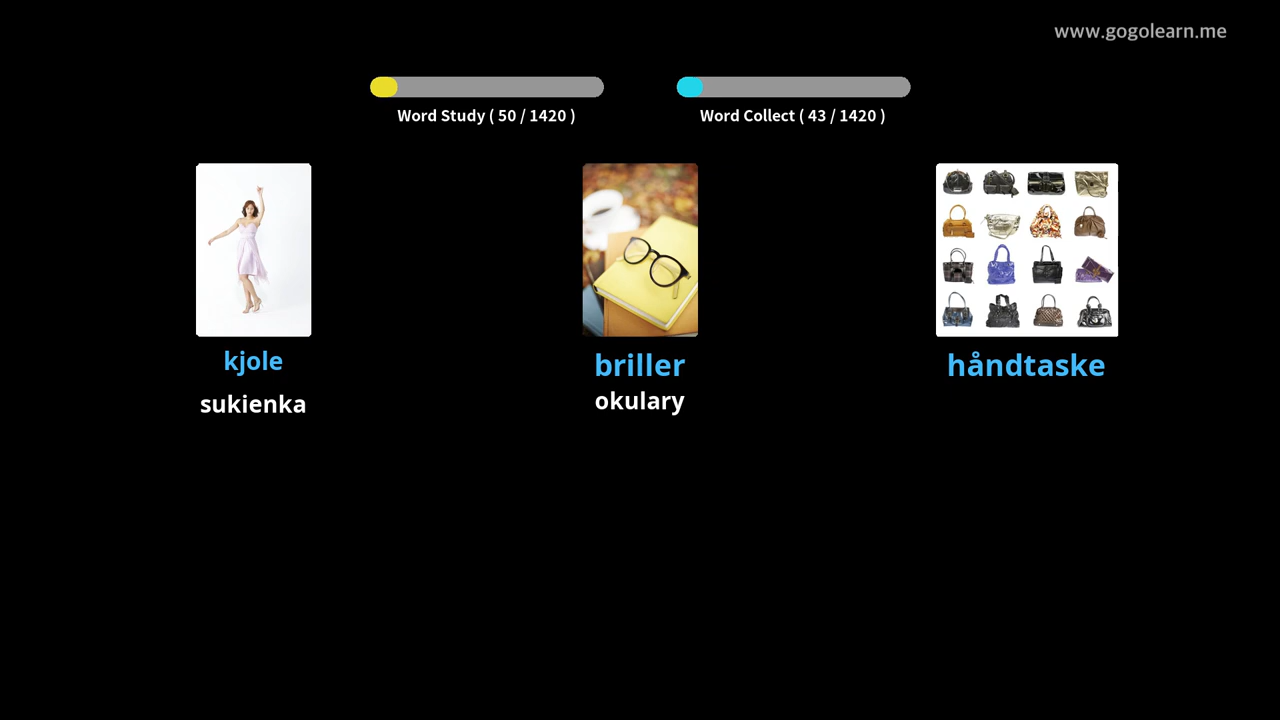 www.gogolearn.me
Word Study ( 50 / 1420 )
Word Collect ( 43 / 1420 )
kjole
sukienka
briller
okulary
håndtaske